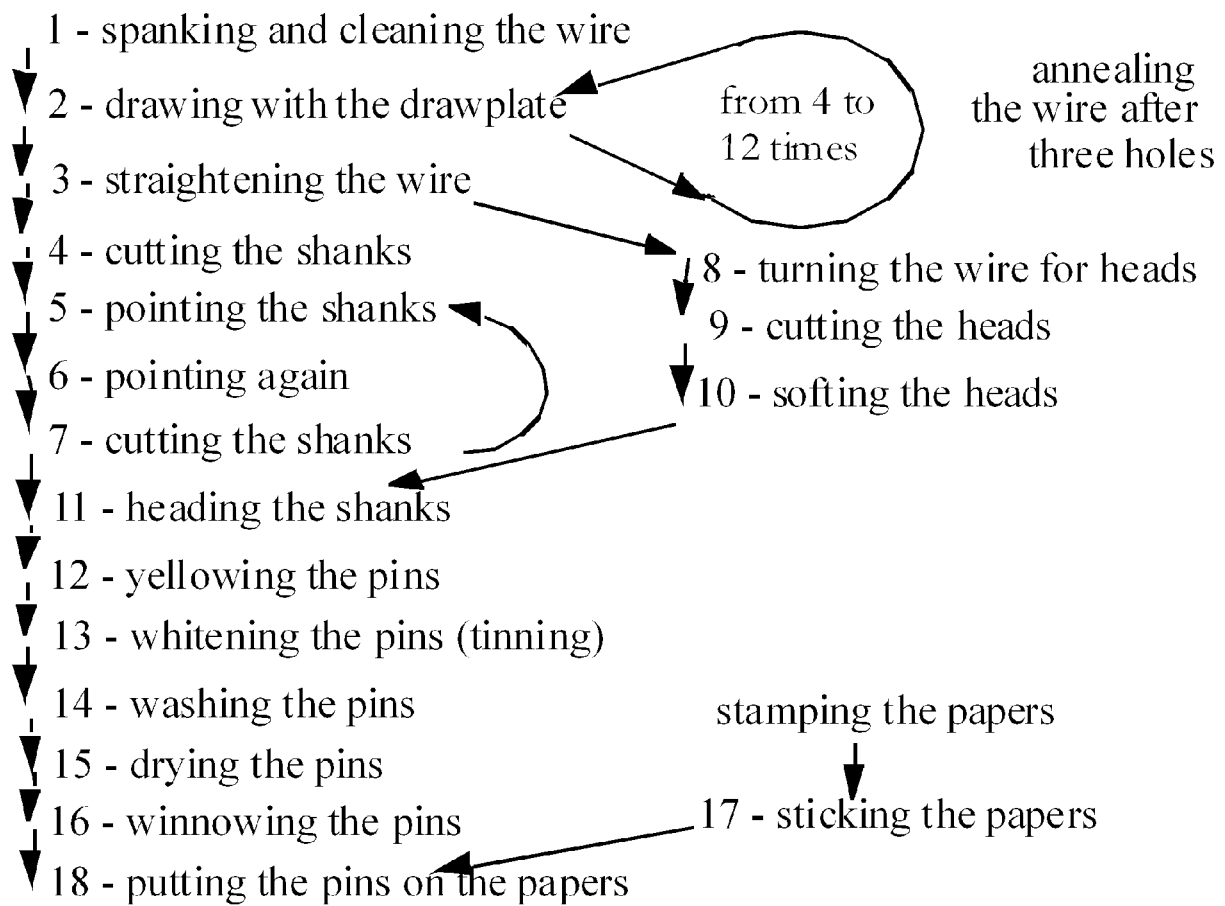 1 - spanking and cleaning the wire
2 - drawing with the drawplate
3 - straightening the wire
4 - cutting the shanks
5 - pointing the shanks
6 - pointing again
7 - cutting the shanks
11 - heading the shanks
12 - yellowing the pins
13 - whitening the pins (tinning)
14 - washing the pins
15 - drying the pins
16 - winnowing the pins
18 - putting the pins on the papers
from 4 to
12 times
annealing
the wire after
three holes
8 - turning the wire for heads
9 - cutting the heads
10 - softing the heads
stamping the papers
17 - sticking the papers